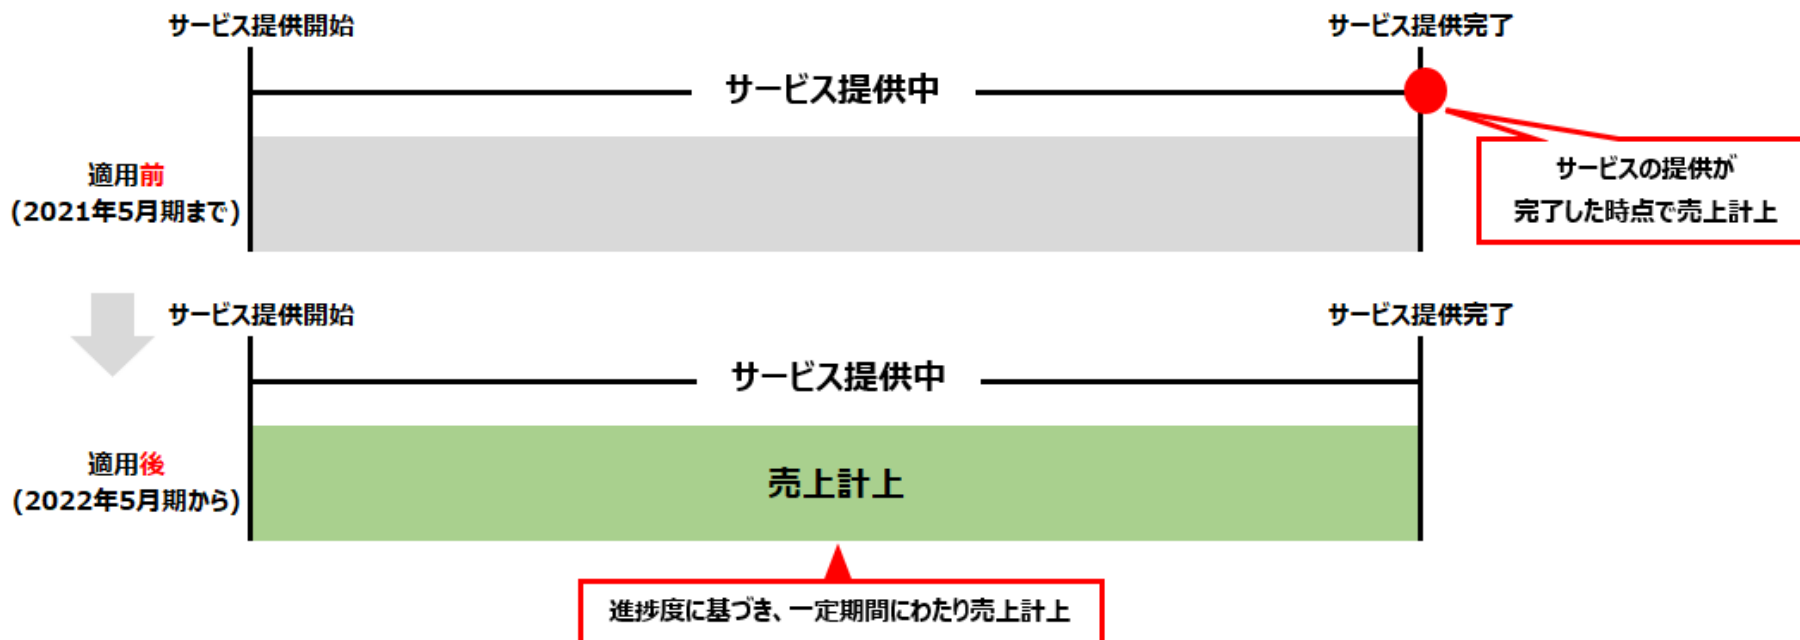 サービス提供開始
サービス提供完了
サービス提供中
適用前
(2021年5月期まで)
サービスの提供が
完了した時点で売上計上
サービス提供開始
サービス提供完了
サービス提供中
適用後
(2022年5月期から)
売上計上
進捗度に基づき、一定期間にわたり売上計上